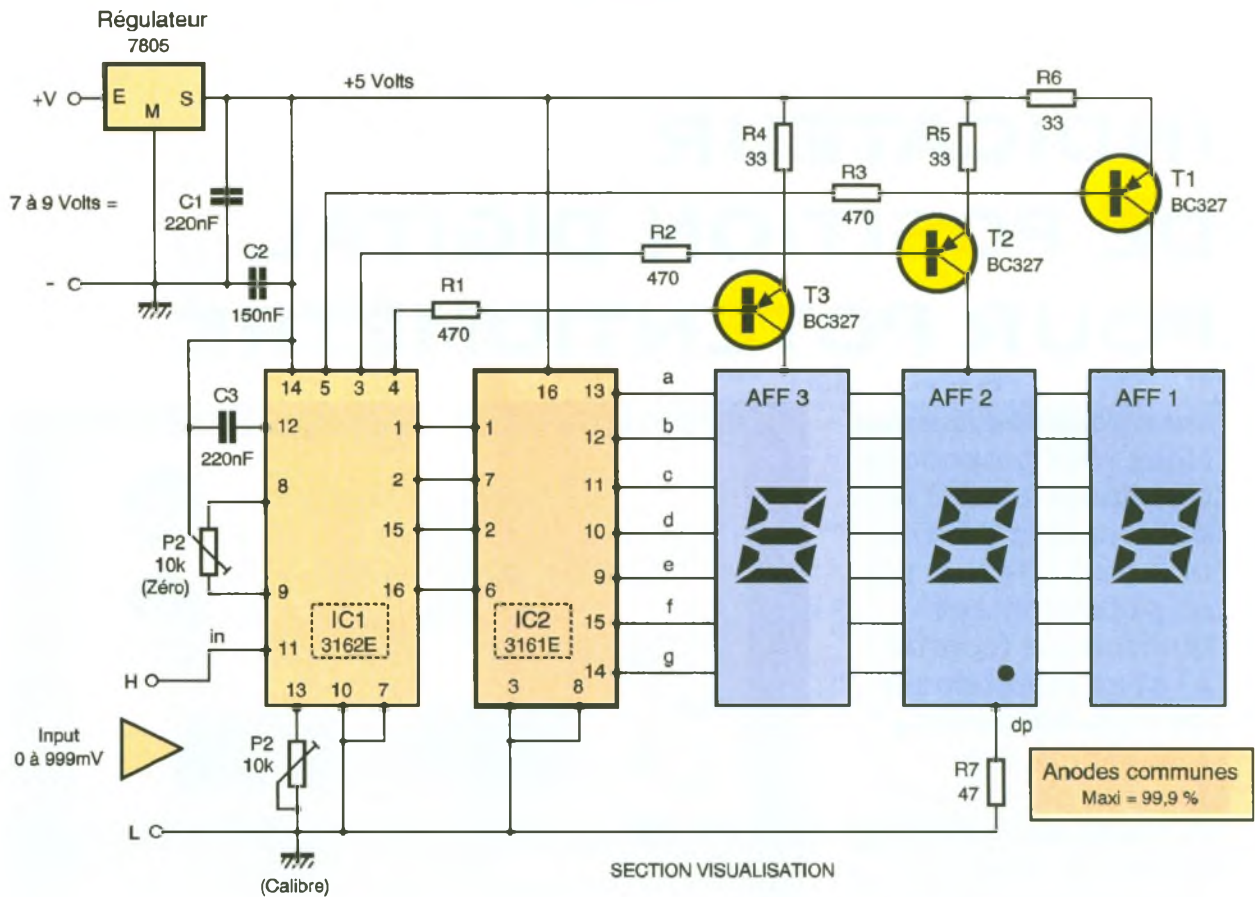 Régulateur
7805
+V
E
M
S
+5 Volts
R6
33
R4
33
R5
33
R3
470
T1
BC327
7 à 9 Volts =
C1
220nF
C2
150nF
R2
470
T2
BC327
-
R1
470
T3
BC327
14
5
3
4
16
13
a
AFF 3
AFF 2
AFF 1
C3
220nF
12
1
1
12
b
8
2
7
11
c
P2
10k
(Zéro)
15
2
10
d
9
16
6
9
e
IC1
3162E
IC2
3161E
15
f
in
11
14
g
H
13
10
7
3
8
dp
Input
0 à 999mV
P2
10k
R7
47
Anodes communes
Maxi = 99,9 %
L
(Calibre)
SECTION VISUALISATION